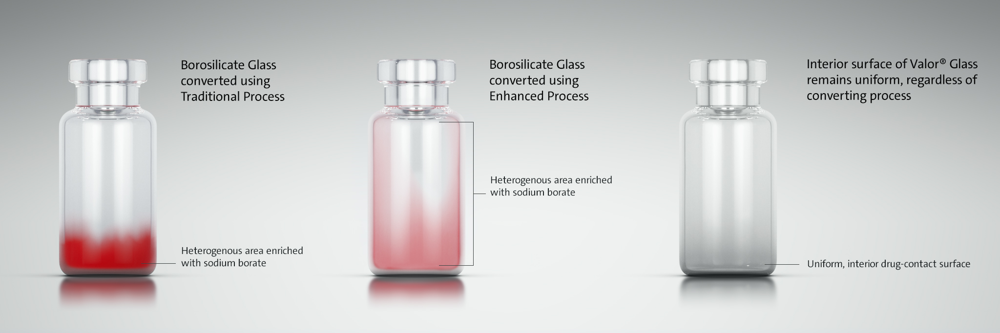 Borosilicate Glass
converted using
Traditional Process
Heterogenous area enriched
with sodium borate
Borosilicate Glass
converted using
Enhanced Process
Heterogenous area enriched
with sodium borate
Interior surface of Valor® Glass
remains uniform, regardless of
converting process
Uniform, interior drug-contact surface